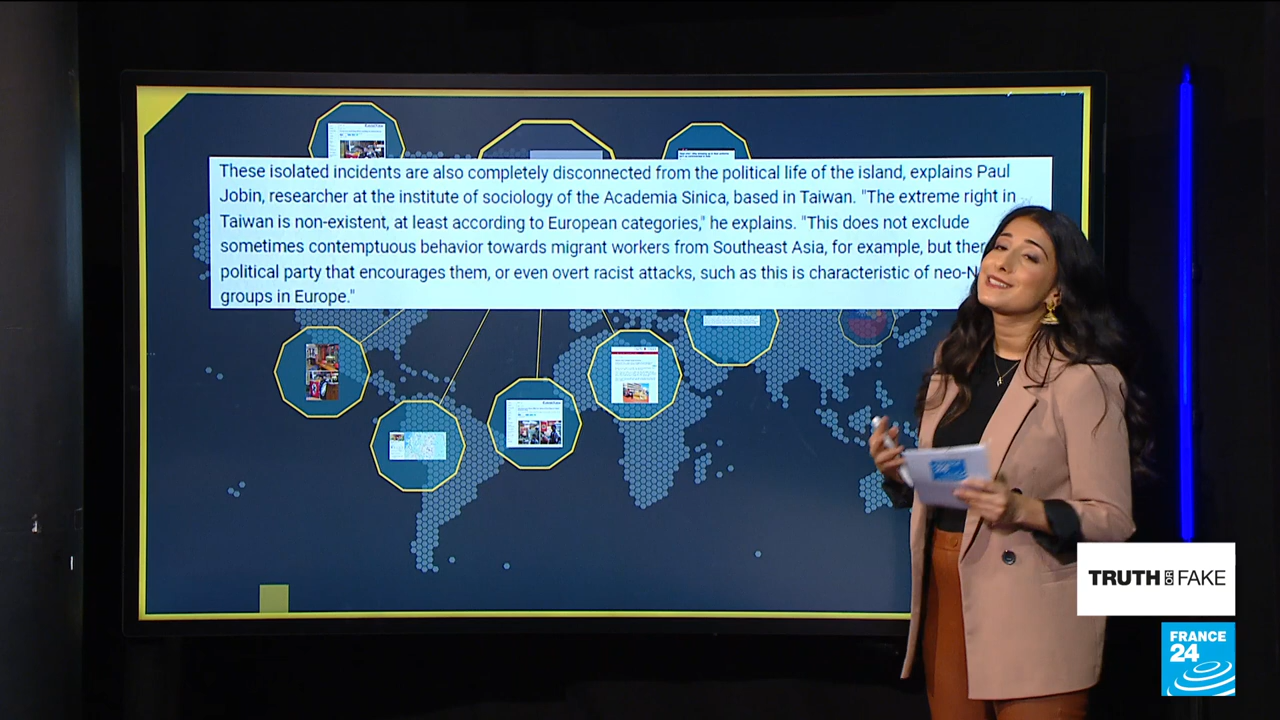 These isolated incidents are also completely disconnected from the political life of the island, explains Paul
Jobin, researcher at the institute of sociology of the Academia Sinica, based in Taiwan. "The extreme right in
Taiwan is non-existent, at least according to European categories," he explains. "This does not exclude
sometimes contemptuous behavior towards migrant workers from Southeast Asia, for example, but ther
political party that encourages them, or even overt racist attacks, such as this is characteristic of neo-N
groups in Europe."
TRUTH OR FAKE
FRANCE
24